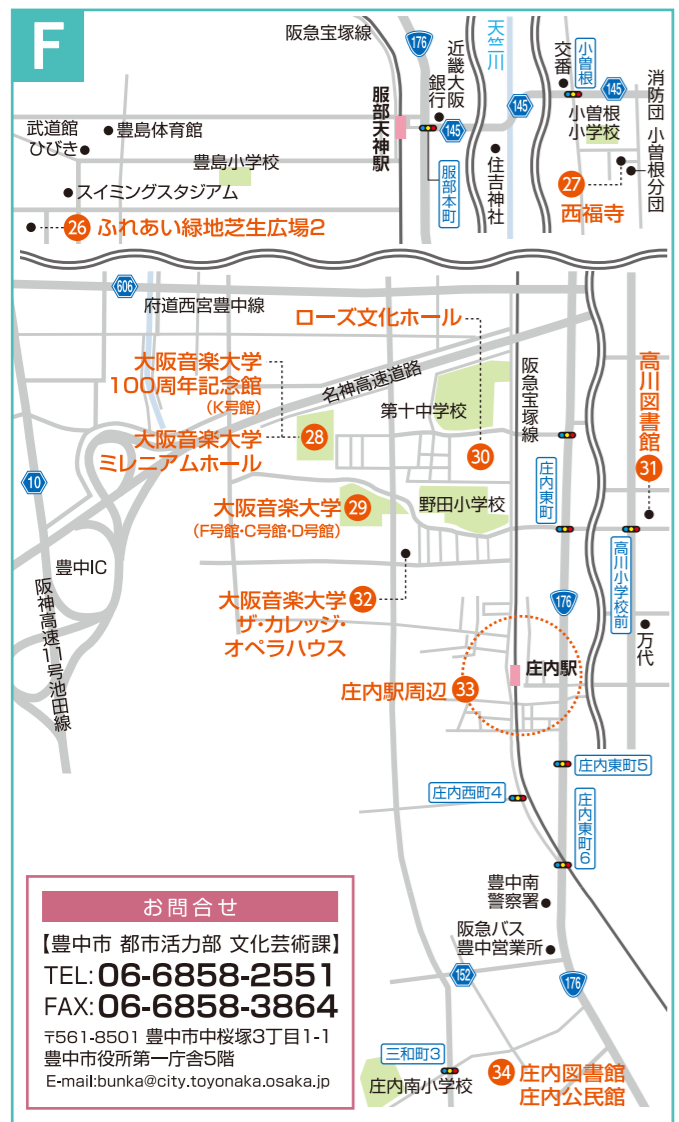 F
阪急宝塚線
176
近畿大阪
銀行
天竺川
交番
小曽根
145
消防団 小曽根分団
武道館
ひびき
豊島体育館
服部天神駅
145
145
小曽根
小学校
豊島小学校
服部本町
住吉神社
27
西福寺
スイミングスタジアム
26 ふれあい緑地芝生広場2
606
府道西宮豊中線
ローズ文化ホール
大阪音楽大学
100周年記念館
(K号館)
名神高速道路
阪急宝塚線
高川図書館
第十中学校
大阪音楽大学
ミレニアムホール
28
30
31
10
庄内東町
大阪音楽大学 29
(F号館・C号館・D号館)
野田小学校
高川小学校前
豊中IC
大阪音楽大学 32
ザ・カレッジ・
オペラハウス
176
阪神高速11号池田線
万代
庄内駅
庄内駅周辺 33
庄内東町5
庄内西町4
庄内東町6
豊中南
警察署
阪急バス
豊中営業所
152
176
三和町3
庄内南小学校
34 庄内図書館
庄内公民館
お問合せ
【豊中市 都市活力部 文化芸術課】
TEL:06-6858-2551
FAX:06-6858-3864
〒561-8501 豊中市中桜塚3丁目1-1
豊中市役所第一庁舎5階
E-mail:bunka@city.toyonaka.osaka.jp